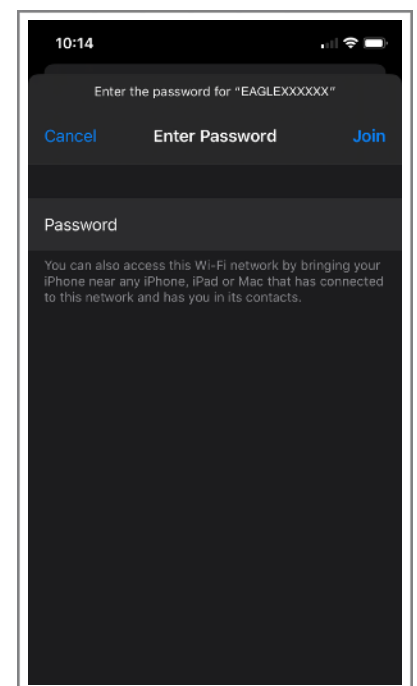 10:14
Enter the password for “EAGLEXXXXXX”
Cancel Enter Password Join
Password
You can also access this Wi-Fi network by bringing your
iPhone near any iPhone, iPad or Mac that has connected
to this network and has you in its contacts.